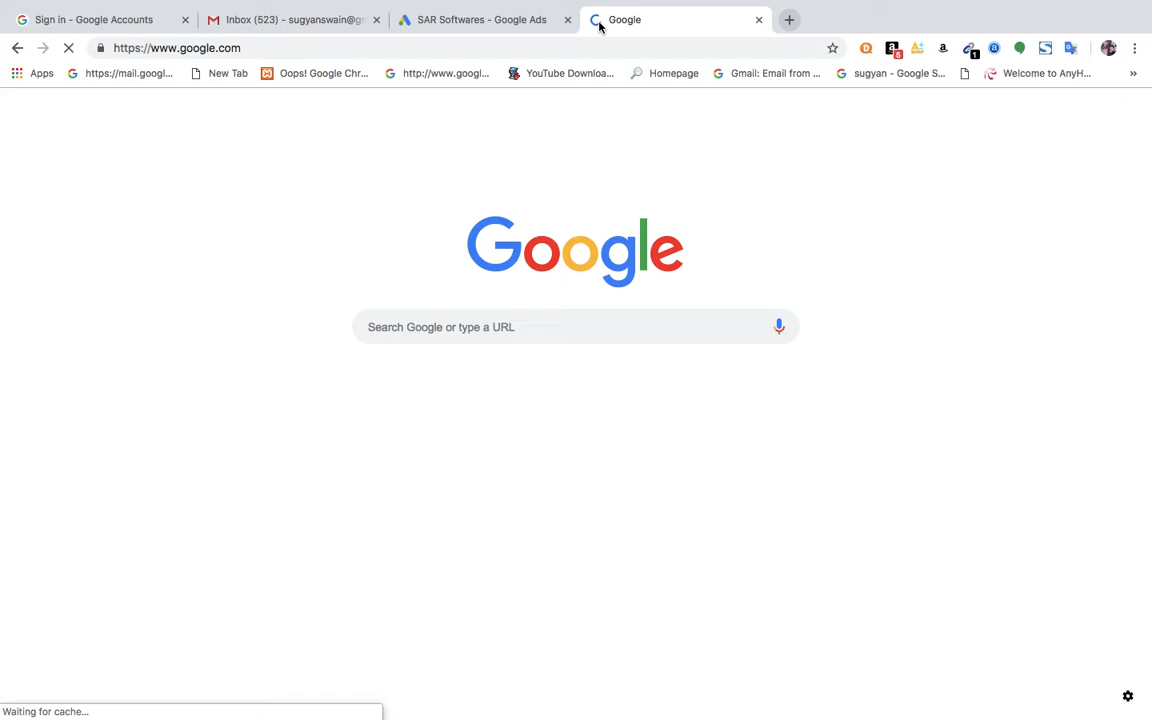 Sign in - Google Accounts
Inbox (523) - sugyanswain@g
SAR Softwares - Google Ads
Google
https://www.google.com
5
1
Apps
https://mail.googl...
New Tab
Oops! Google Chr...
http://www.googl...
YouTube Downloa...
Homepage
Gmail: Email from ...
sugyan - Google S...
Welcome to AnyH...
»
Google
Search Google or type a URL
Waiting for cache...